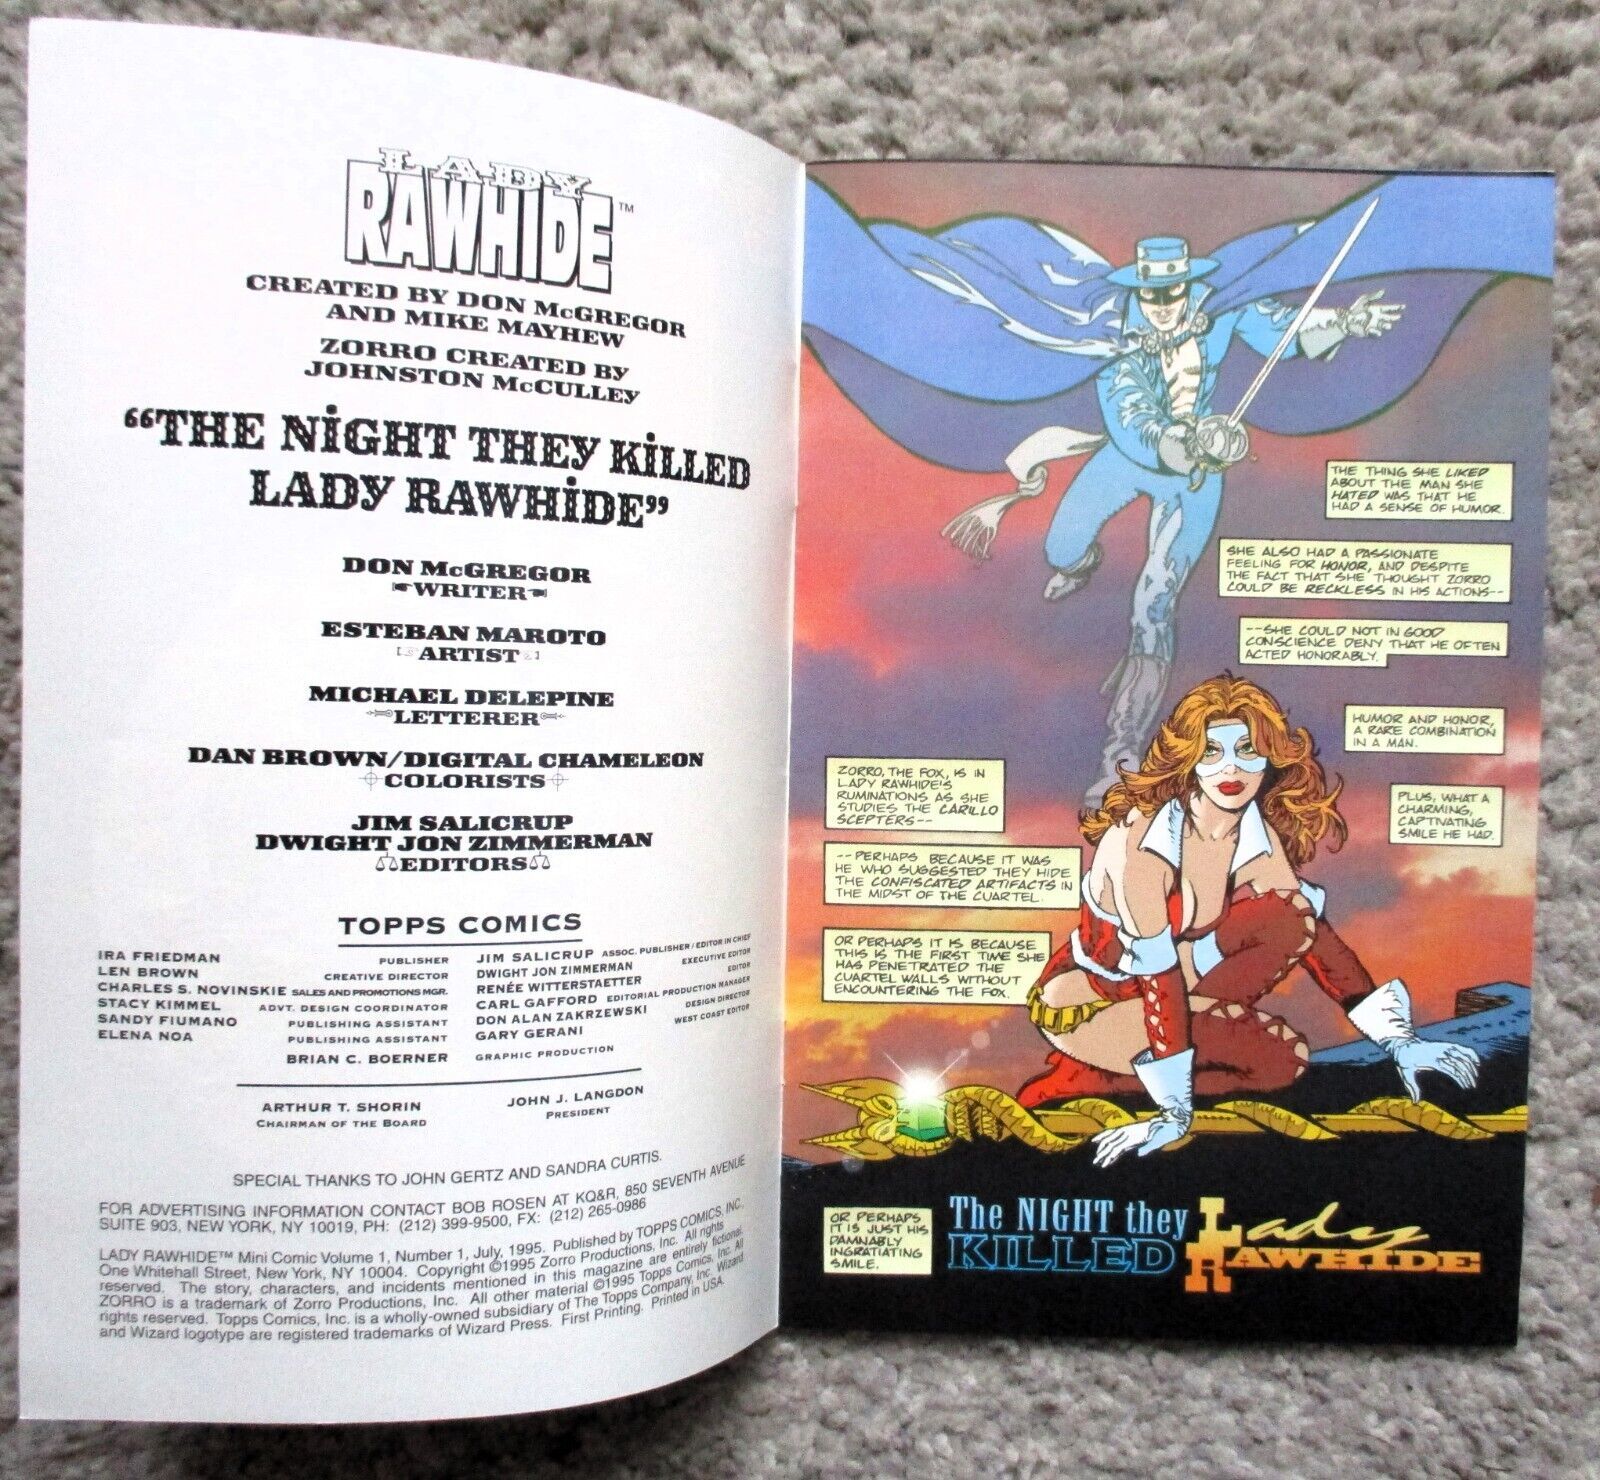 LADY
RAWHIDE™
CREATED BY DON McGREGOR
AND MIKE MAYHEW
ZORRO CREATED BY
JOHNSTON McCULLEY
“THE NIGHT THEY KILLED
LADY RAWHIDE”
DON McGREGOR
WRITER
ESTEBAN MAROTO
ARTIST
MICHAEL DELEPINE
LETTERER
DAN BROWN/DIGITAL CHAMELEON
COLORISTS
JIM SALICRUP
DWIGHT JON ZIMMERMAN
EDITORS
TOPPS COMICS
IRA FRIEDMAN PUBLISHER
LEN BROWN CREATIVE DIRECTOR
CHARLES S. NOVINSKIE SALES AND PROMOTIONS MGR.
STACY KIMMEL ADVT. DESIGN COORDINATOR
SANDY FIUMANO PUBLISHING ASSISTANT
ELENA NOA PUBLISHING ASSISTANT
JIM SALICRUP ASSOC. PUBLISHER / EDITOR IN CHIEF
DWIGHT JON ZIMMERMAN EXECUTIVE EDITOR
RENÉE WITTERSTAETTER EDITOR
CARL GAFFORD EDITORIAL PRODUCTION MANAGER
DON ALAN ZAKRZEWSKI DESIGN DIRECTOR
GARY GERANI WEST COAST EDITOR
BRIAN C. BOERNER GRAPHIC PRODUCTION
ARTHUR T. SHORIN
CHAIRMAN OF THE BOARD
JOHN J. LANGDON
PRESIDENT
SPECIAL THANKS TO JOHN GERTZ AND SANDRA CURTIS.
FOR ADVERTISING INFORMATION CONTACT BOB ROSEN AT KQ&R, 850 SEVENTH AVENUE
SUITE 903, NEW YORK, NY 10019, PH: (212) 399-9500, FX: (212) 265-0986
LADY RAWHIDE™ Mini Comic Volume 1, Number 1, July, 1995. Published by TOPPS COMICS, INC.
One Whitehall Street, New York, NY 10004. Copyright ©1995 Zorro Productions, Inc. All rights
reserved. The story, characters, and incidents mentioned in this magazine are entirely fictional.
ZORRO is a trademark of Zorro Productions, Inc. All other material ©1995 Topps Comics, Inc. All
rights reserved. Topps Comics, Inc. is a wholly-owned subsidiary of The Topps Company, Inc. Wizard
and Wizard logotype are registered trademarks of Wizard Press. First Printing. Printed in USA.
THE THING SHE LIKED
ABOUT THE MAN SHE
HATED WAS THAT HE
HAD A SENSE OF HUMOR.
SHE ALSO HAD A PASSIONATE
FEELING FOR HONOR, AND DESPITE
THE FACT THAT SHE THOUGHT ZORRO
COULD BE RECKLESS IN HIS ACTIONS--
--SHE COULD NOT IN GOOD
CONSCIENCE DENY THAT HE OFTEN
ACTED HONORABLY.
HUMOR AND HONOR,
A RARE COMBINATION
IN A MAN.
PLUS, WHAT A
CHARMING,
CAPTIVATING
SMILE HE HAD.
ZORRO, THE FOX, IS IN
LADY RAWHIDE'S
RUMINATIONS AS SHE
STUDIES THE CARILLO
SCEPTERS--
--PERHAPS BECAUSE IT WAS
HE WHO SUGGESTED THEY HIDE
THE CONFISCATED ARTIFACTS IN
THE MIDST OF THE CUARTEL.
OR PERHAPS IT IS BECAUSE
THIS IS THE FIRST TIME SHE
HAS PENETRATED THE
CUARTEL WALLS WITHOUT
ENCOUNTERING THE FOX.
OR PERHAPS
IT IS JUST HIS
DAMNABLY
INGRATIATING
SMILE.
The NIGHT they
KILLED
Lady
RAWHIDE